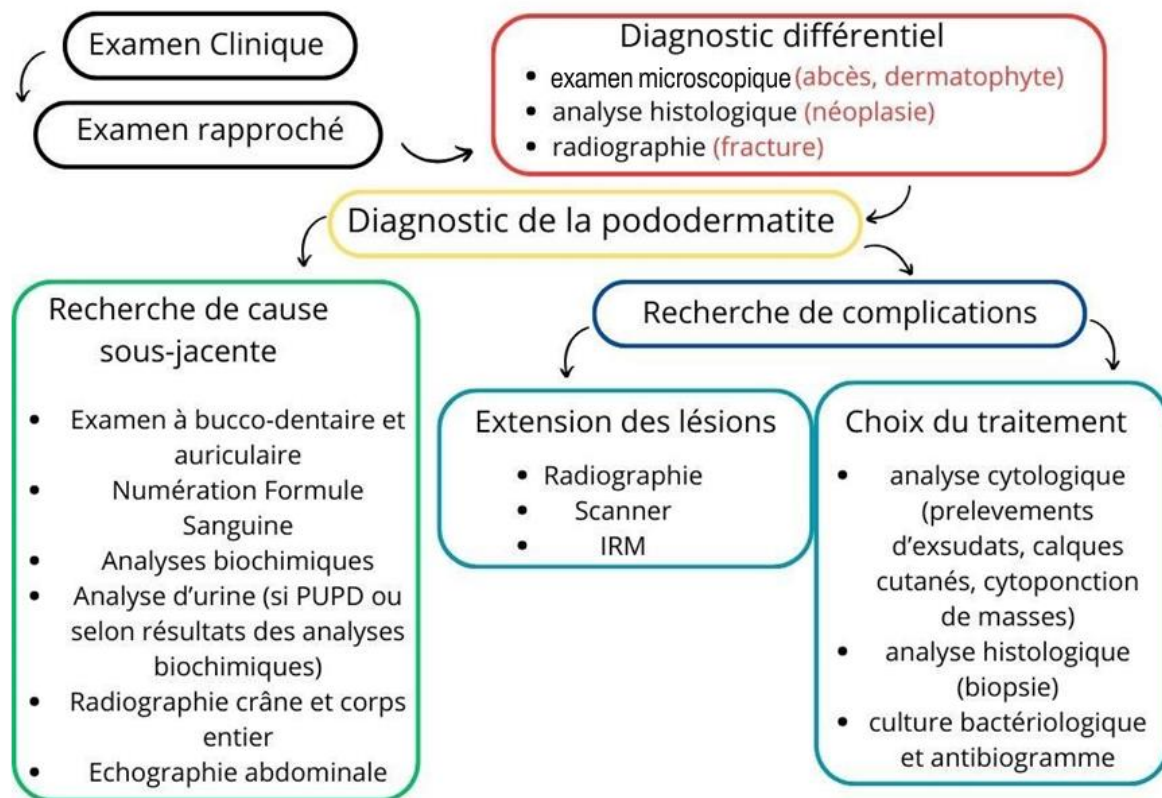 Examen Clinique
Examen rapproché
Diagnostic différentiel
• examen microscopique (abcès, dermatophyte)
• analyse histologique (néoplasie)
• radiographie (fracture)
Diagnostic de la pododermatite
Recherche de cause
sous-jacente
• Examen à bucco-dentaire et
auriculaire
• Numération Formule
Sanguine
• Analyses biochimiques
• Analyse d'urine (si PUPD ou
selon résultats des analyses
biochimiques)
• Radiographie crâne et corps
entier
• Echographie abdominale
Recherche de complications
Extension des lésions
• Radiographie
• Scanner
• IRM
Choix du traitement
• analyse cytologique
(prelevements
d'exsudats, calques
cutanés, cytoponction
de masses)
• analyse histologique
(biopsie)
• culture bactériologique
et antibiogramme